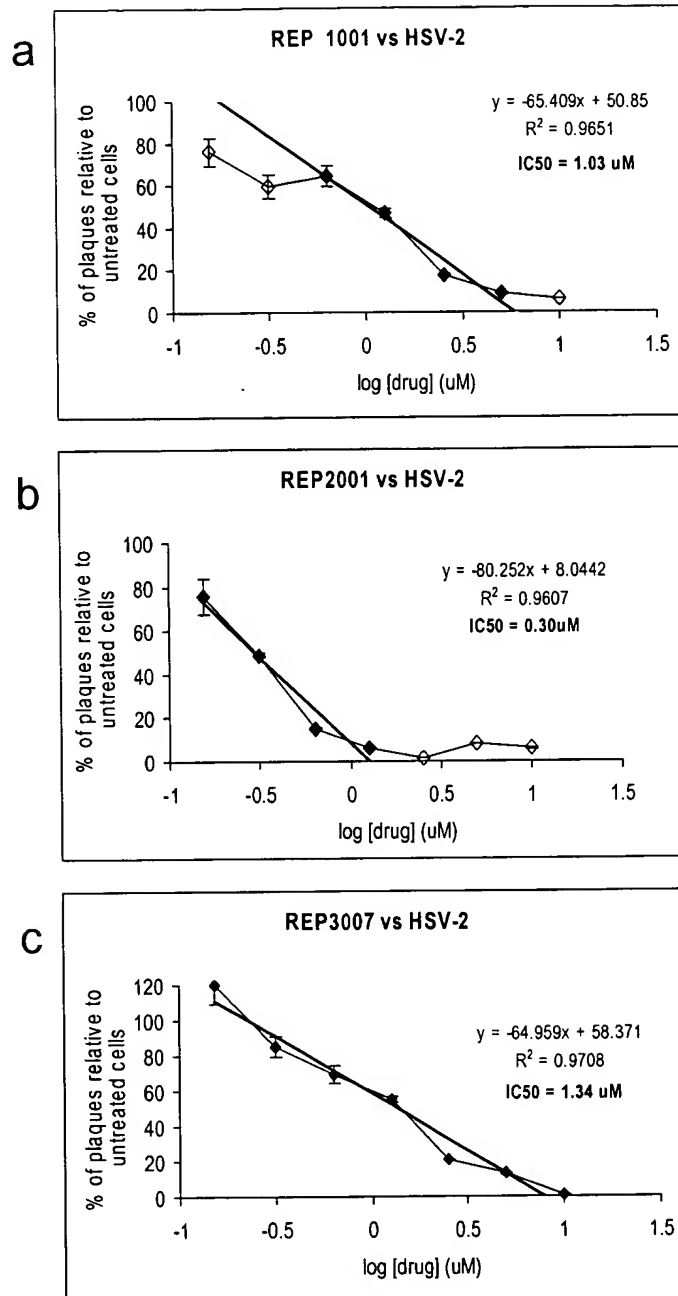 a
REP 1001 vs HSV-2
% of plaques relative to
untreated cells
100
80
60
40
20
0
y = -65.409x + 50.85
R² = 0.9651
IC50 = 1.03 uM
-1 -0.5 0 0.5 1 1.5
log [drug] (uM)
b
REP2001 vs HSV-2
% of plaques relative to
untreated cells
100
80
60
40
20
0
y = -80.252x + 8.0442
R² = 0.9607
IC50 = 0.30uM
-1 -0.5 0 0.5 1 1.5
log [drug] (uM)
c
REP3007 vs HSV-2
% of plaques relative to
untreated cells
120
100
80
60
40
20
0
y = -64.959x + 58.371
R² = 0.9708
IC50 = 1.34 uM
-1 -0.5 0 0.5 1 1.5
log [drug] (uM)